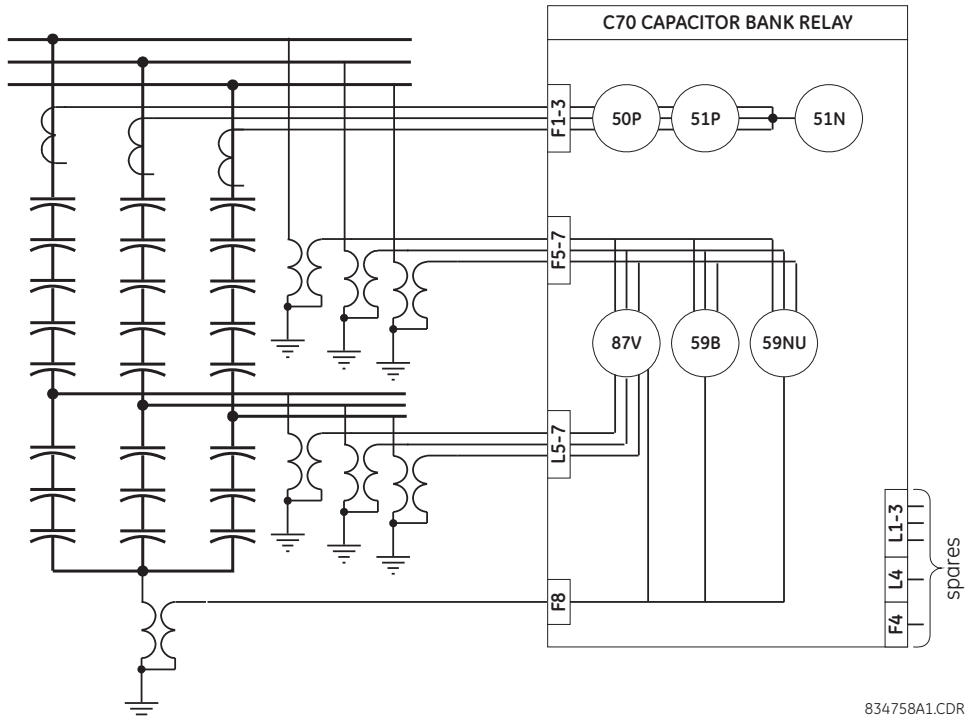 C70 CAPACITOR BANK RELAY
F1-3
50P
51P
51N
F5-7
87V
59B
59NU
L5-7
L1-3
L4
F4
spares
F8
834758A1.CDR